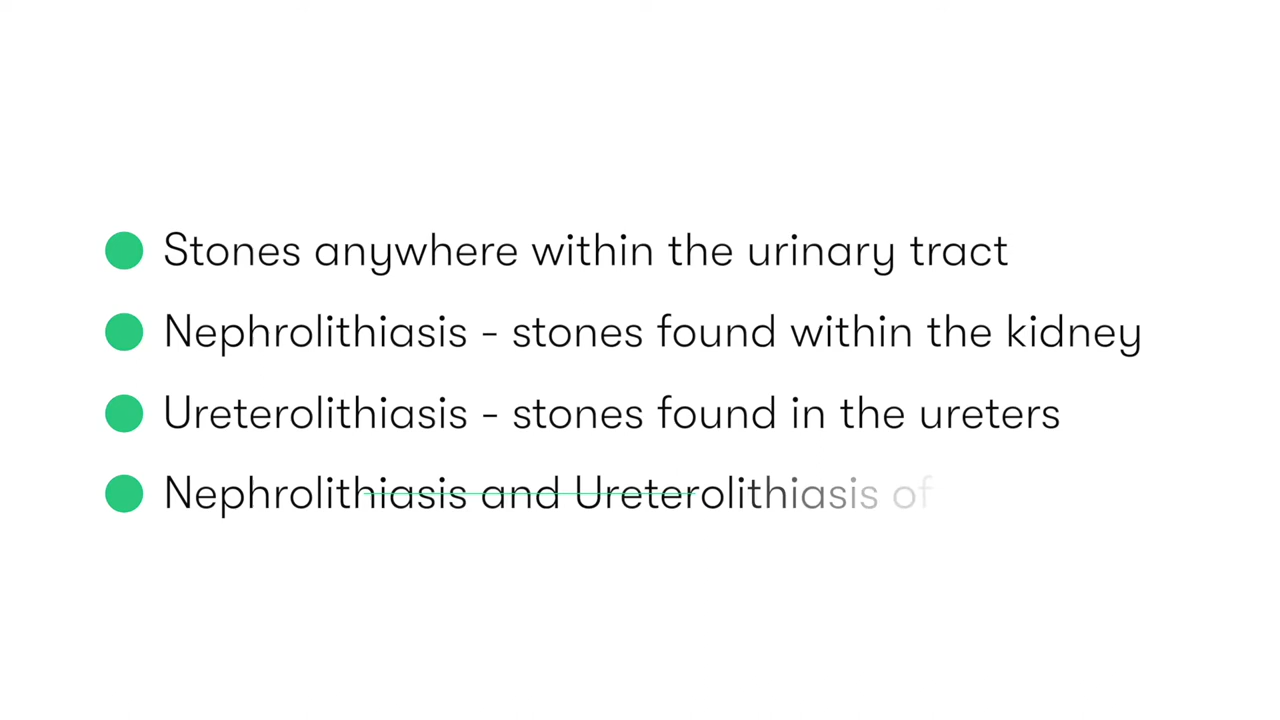 Stones anywhere within the urinary tract
Nephrolithiasis - stones found within the kidney
Ureterolithiasis - stones found in the ureters
Nephrolithiasis and Ureterolithiasis of